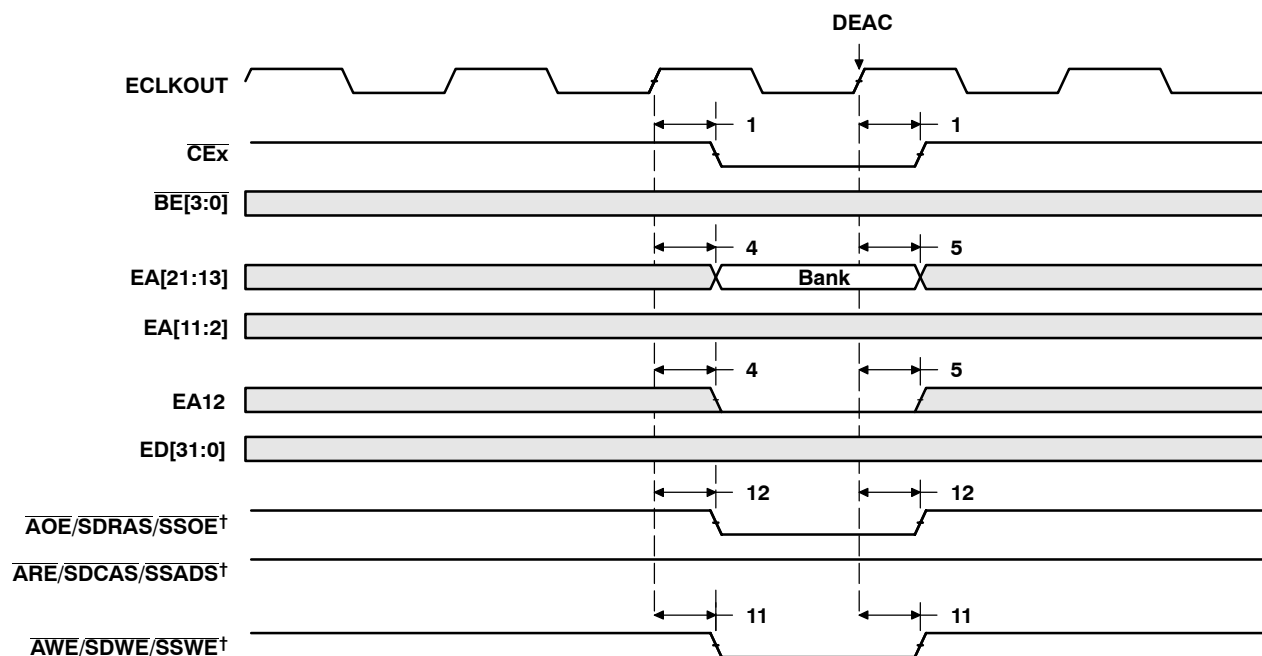 DEAC
ECLKOUT
1 1
CEx
BE[3:0]
4 5
EA[21:13] Bank
EA[11:2]
4 5
EA12
ED[31:0]
12 12
AOE/SDRAS/SSOE†
ARE/SDCAS/SSADS†
11 11
AWE/SDWE/SSWE†